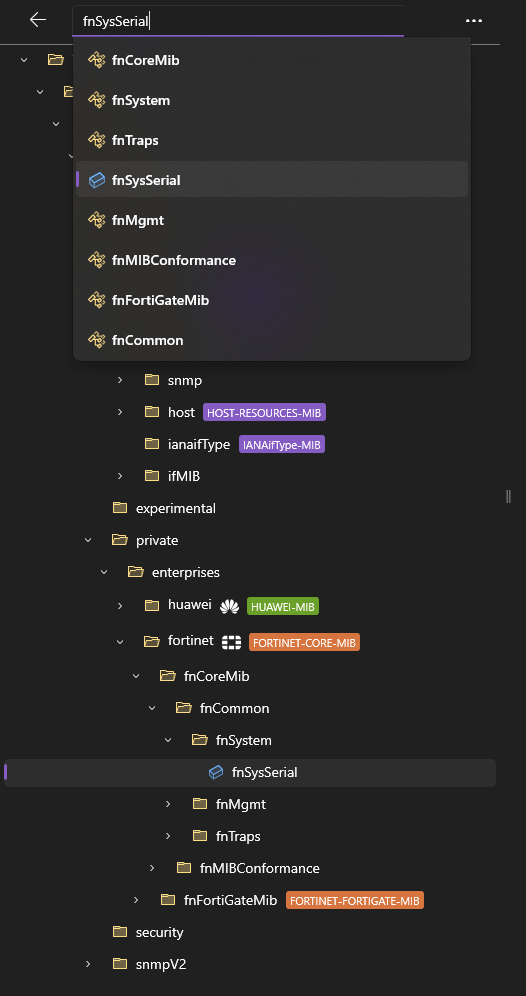 fnSysSerial
fnCoreMib
fnSystem
fnTraps
fnSysSerial
fnMgmt
fnMIBConformance
fnFortiGateMib
fnCommon
snmp
host HOST-RESOURCES-MIB
ianaifType IANAifType-MIB
ifMIB
experimental
private
enterprises
huawei HUAWEI-MIB
fortinet FORTINET-CORE-MIB
fnCoreMib
fnCommon
fnSystem
fnSysSerial
fnMgmt
fnTraps
fnMIBConformance
fnFortiGateMib FORTINET-FORTIGATE-MIB
security
snmpV2